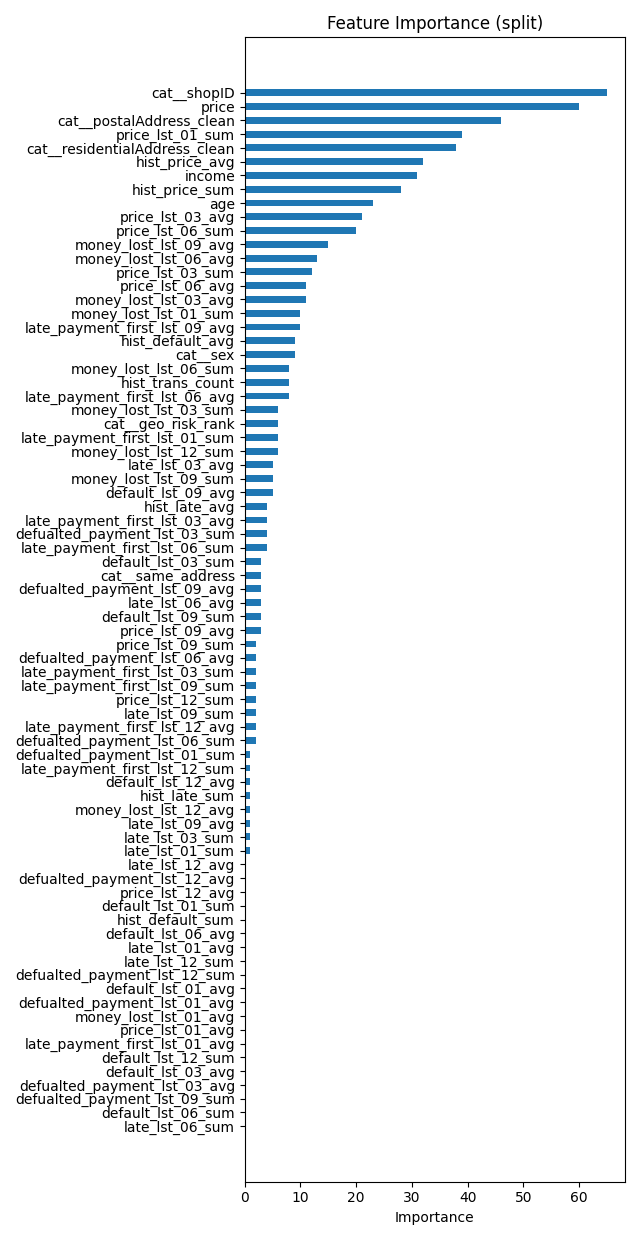 Feature Importance (split)
cat__shopID
price
cat__postalAddress_clean
price_lst_01_sum
cat__residentialAddress_clean
hist_price_avg
income
hist_price_sum
age
price_lst_03_avg
price_lst_06_sum
money_lost_lst_09_avg
money_lost_lst_06_avg
price_lst_03_sum
price_lst_06_avg
money_lost_lst_03_avg
money_lost_lst_01_sum
late_payment_first_lst_09_avg
hist_default_avg
cat__sex
money_lost_lst_06_sum
hist_trans_count
late_payment_first_lst_06_avg
money_lost_lst_03_sum
cat__geo_risk_rank
late_payment_first_lst_01_sum
money_lost_lst_12_sum
late_lst_03_avg
money_lost_lst_09_sum
default_lst_09_avg
hist_late_avg
late_payment_first_lst_03_avg
defualted_payment_lst_03_sum
late_payment_first_lst_06_sum
default_lst_03_sum
cat__same_address
defualted_payment_lst_09_avg
late_lst_06_avg
default_lst_09_sum
price_lst_09_avg
price_lst_09_sum
defualted_payment_lst_06_avg
late_payment_first_lst_03_sum
late_payment_first_lst_09_sum
price_lst_12_sum
late_lst_09_sum
late_payment_first_lst_12_avg
defualted_payment_lst_06_sum
defualted_payment_lst_01_sum
late_payment_first_lst_12_sum
default_lst_12_avg
hist_late_sum
money_lost_lst_12_avg
late_lst_09_avg
late_lst_03_sum
late_lst_01_sum
late_lst_12_avg
defualted_payment_lst_12_avg
price_lst_12_avg
default_lst_01_sum
hist_default_sum
default_lst_06_avg
late_lst_01_avg
late_lst_12_sum
defualted_payment_lst_12_sum
default_lst_01_avg
defualted_payment_lst_01_avg
money_lost_lst_01_avg
price_lst_01_avg
late_payment_first_lst_01_avg
default_lst_12_sum
default_lst_03_avg
defualted_payment_lst_03_avg
defualted_payment_lst_09_sum
default_lst_06_sum
late_lst_06_sum
0 10 20 30 40 50 60
Importance